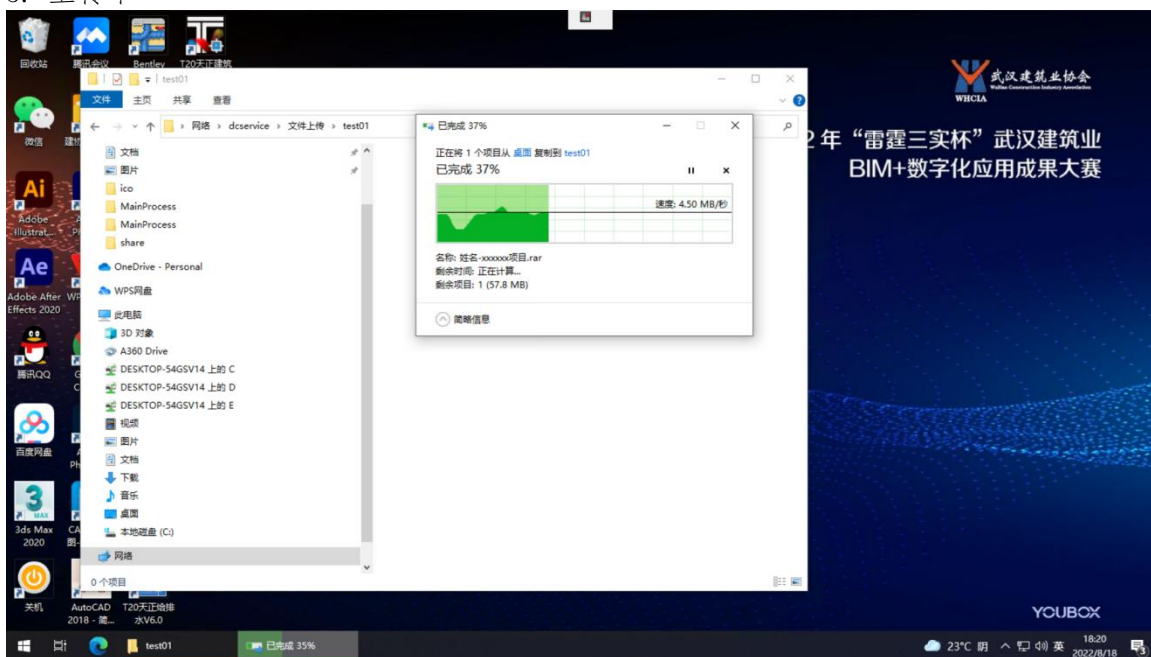 回收站
腾讯会议
Bentley
T20天正建筑
test01
文件 主页 共享 查看
网络 › dcservice › 文件上传 › test01
文档
图片
ico
MainProcess
MainProcess
share
OneDrive - Personal
WPS网盘
此电脑
3D 对象
A360 Drive
DESKTOP-54GSV14 上的 C
DESKTOP-54GSV14 上的 D
DESKTOP-54GSV14 上的 E
视频
图片
文档
下载
音乐
桌面
本地磁盘 (C:)
网络
0 个项目
已完成 37%
正在将 1 个项目从 桌面 复制到 test01
已完成 37%
速度: 4.50 MB/秒
名称: 姓名-xxxxxx项目.rar
剩余时间: 正在计算...
剩余项目: 1 (57.8 MB)
简略信息
武汉建筑业协会
Wuhan Construction Industry Association
WHCIA
2 年“雷霆三实杯”武汉建筑业
BIM+数字化应用成果大赛
微信
Ai
Adobe
Illustrat...
Ae
Adobe After
Effects 2020
腾讯QQ
百度网盘
3
MAX
3ds Max
2020
关机
AutoCAD
2018 - 简...
T20天正给排
水V6.0
YOUBOX
test01
已完成 35%
23°C 阴
英
18:20
2022/8/18